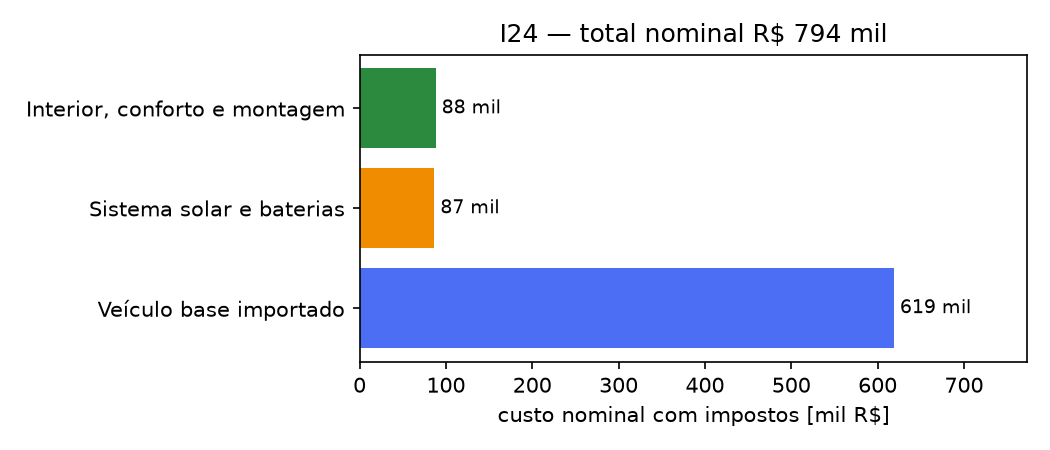 I24 — total nominal R$ 794 mil
Interior, conforto e montagem
88 mil
Sistema solar e baterias
87 mil
Veículo base importado
619 mil
0 100 200 300 400 500 600 700
custo nominal com impostos [mil R$]